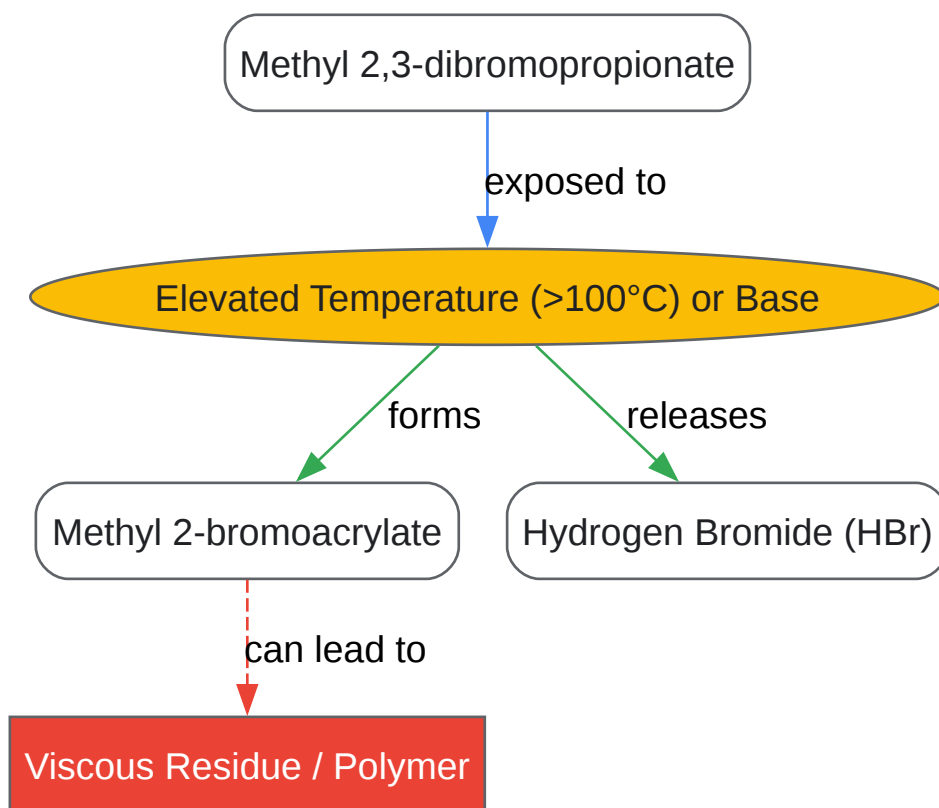 Methyl 2,3-dibromopropionate
exposed to
Elevated Temperature (>100°C) or Base
forms
releases
Methyl 2-bromoacrylate
Hydrogen Bromide (HBr)
can lead to
Viscous Residue / Polymer